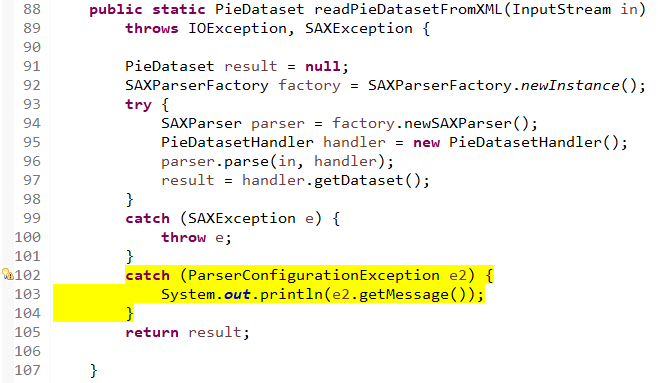 88 public static PieDataset readPieDatasetFromXML(InputStream in)
89 throws IOException, SAXException {
90
91 PieDataset result = null;
92 SAXParserFactory factory = SAXParserFactory.newInstance();
93 try {
94 SAXParser parser = factory.newSAXParser();
95 PieDatasetHandler handler = new PieDatasetHandler();
96 parser.parse(in, handler);
97 result = handler.getDataset();
98 }
99 catch (SAXException e) {
100 throw e;
101 }
102 catch (ParserConfigurationException e2) {
103 System.out.println(e2.getMessage());
104 }
105 return result;
106
107 }